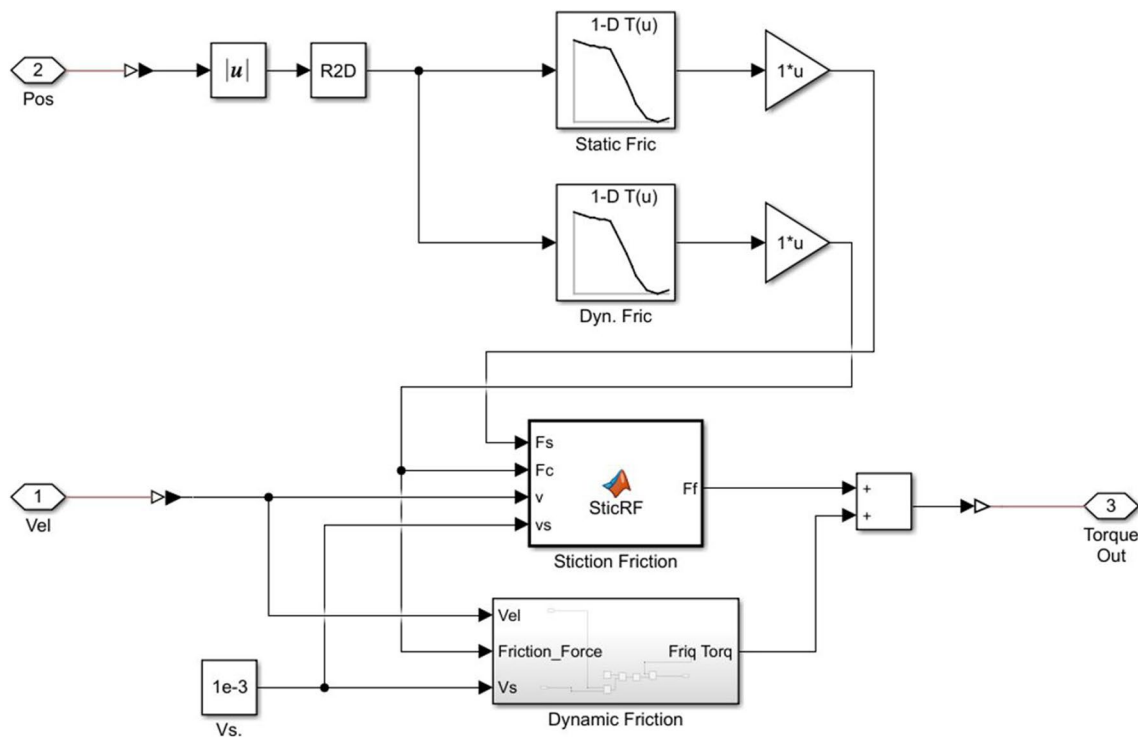 1-D T(u)
2
|u|
R2D
1*u
Pos
Static Fric
1-D T(u)
1*u
Dyn. Fric
Fs
Fc
1
v
SticRF
Ff
+
+
3
Vel
vs
Torque
Out
Stiction Friction
Vel
Friction_Force
Friq Torq
1e-3
Vs
Vs.
Dynamic Friction